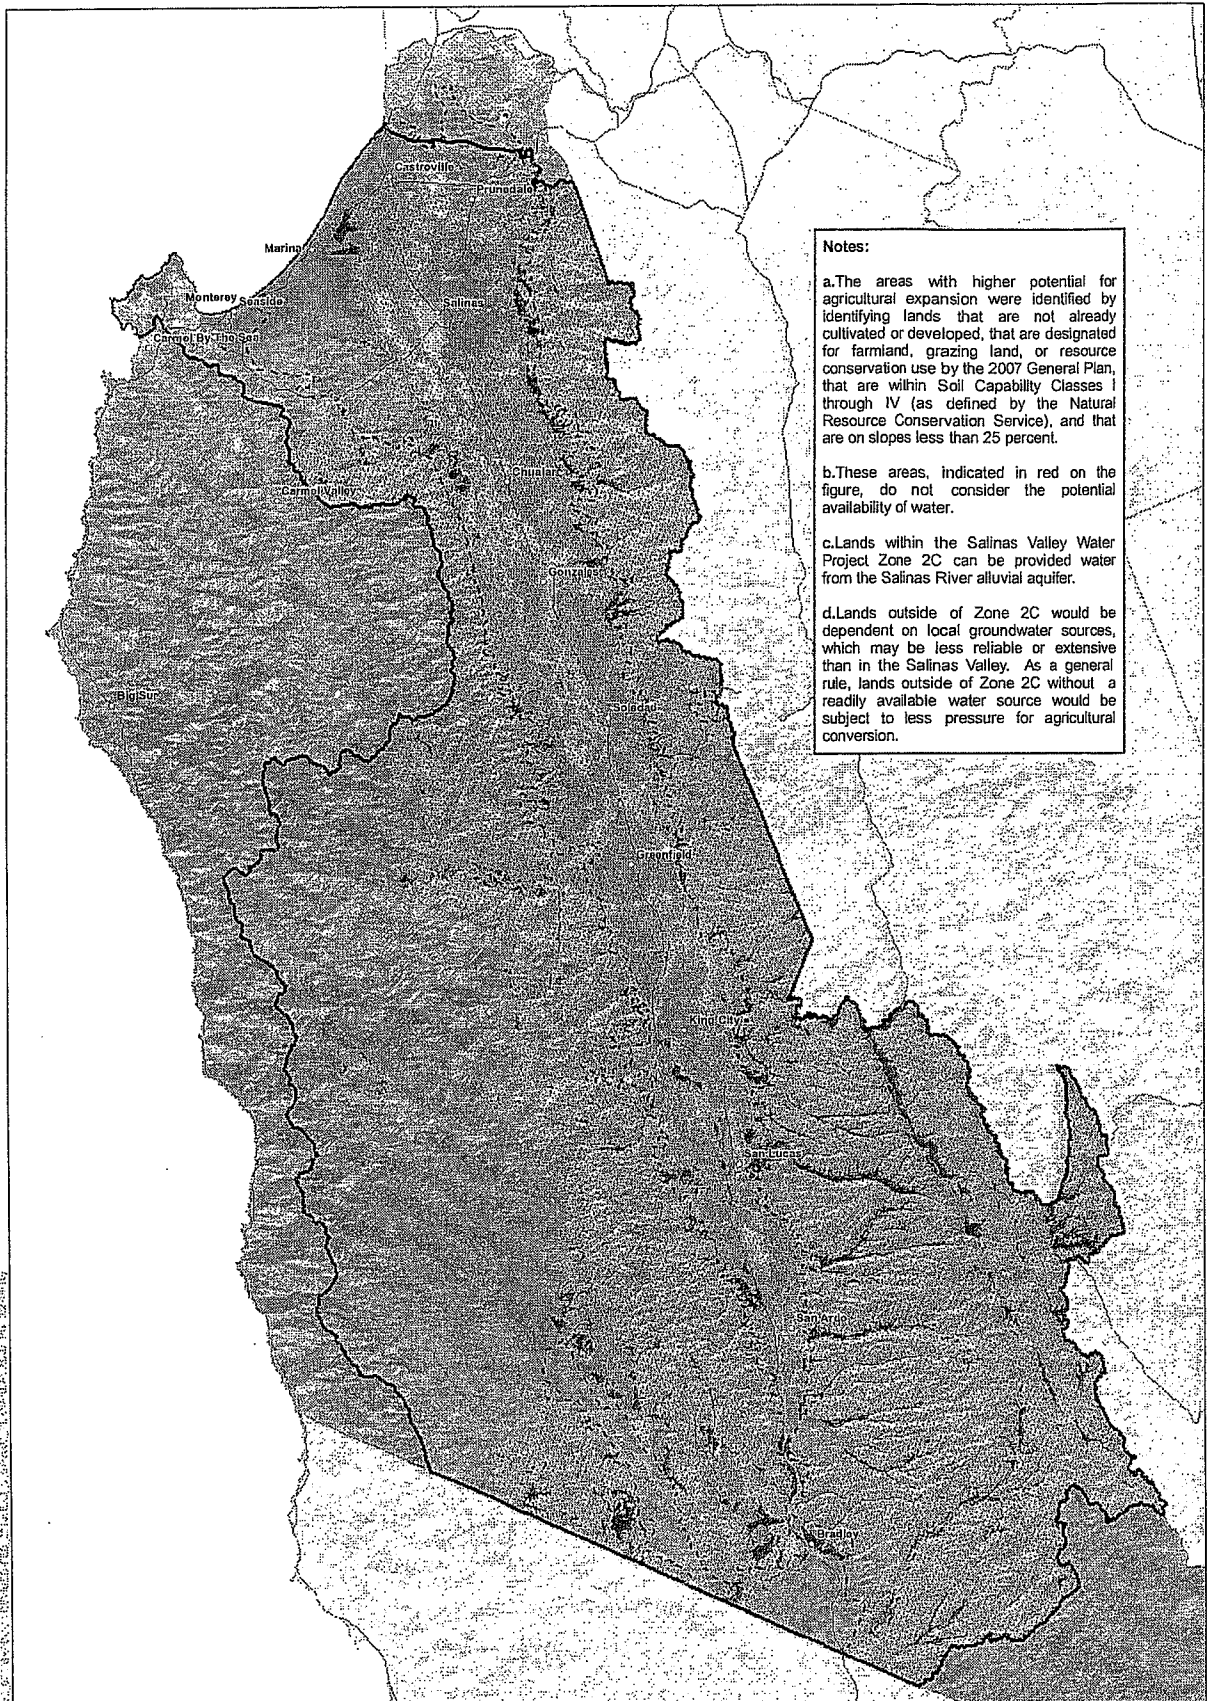 Castroville
Prunedale
Marina
Monterey
Seaside
Salinas
Carmel By The Sea
Chualar
Carmel Valley
Gonzales
Big Sur
Soledad
Greenfield
King City
San Lucas
San Ardo
Bradley
Notes:
a.The areas with higher potential for
agricultural expansion were identified by
identifying lands that are not already
cultivated or developed, that are designated
for farmland, grazing land, or resource
conservation use by the 2007 General Plan,
that are within Soil Capability Classes I
through IV (as defined by the Natural
Resource Conservation Service), and that
are on slopes less than 25 percent.
b.These areas, indicated in red on the
figure, do not consider the potential
availability of water.
c.Lands within the Salinas Valley Water
Project Zone 2C can be provided water
from the Salinas River alluvial aquifer.
d.Lands outside of Zone 2C would be
dependent on local groundwater sources,
which may be less reliable or extensive
than in the Salinas Valley. As a general
rule, lands outside of Zone 2C without a
readily available water source would be
subject to less pressure for agricultural
conversion.